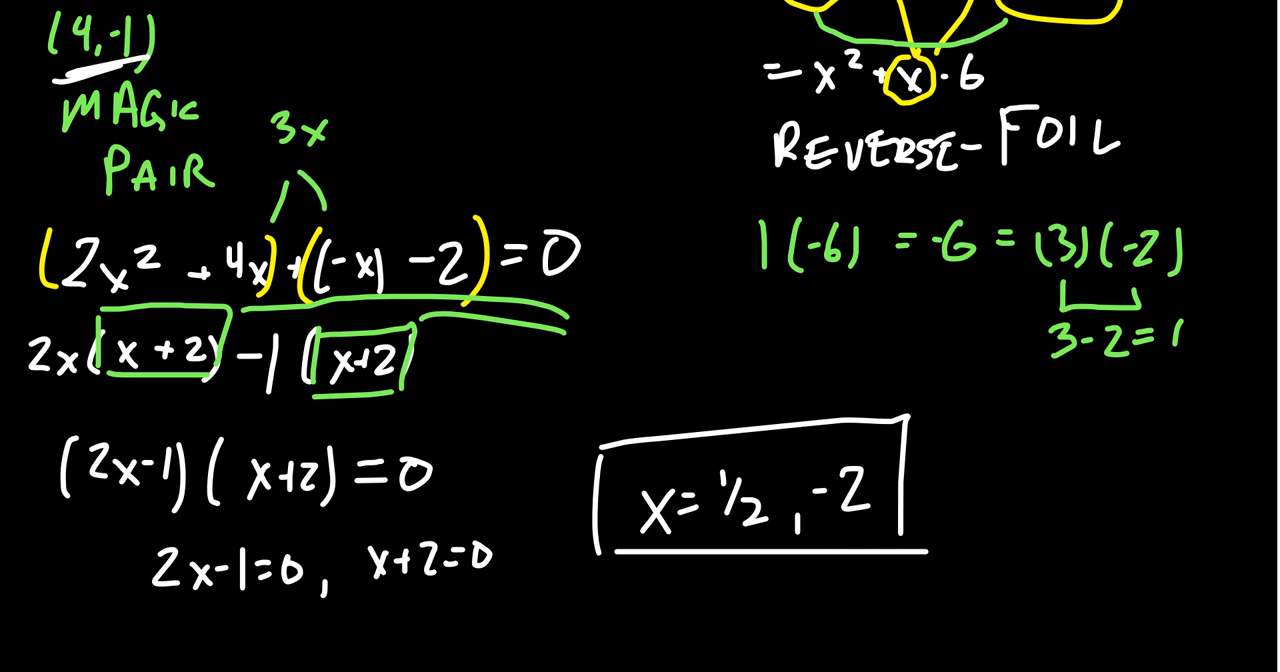 (4,-1)
MAGIC
PAIR
3x
(2x² + 4x) + ((-x) - 2) = 0
2x(x + 2) - 1 (x+2)
(2x-1)(x+2) = 0
2x-1=0, x+2=0
= x² + x - 6
REVERSE-FOIL
1(-6) = -6 = (3)(-2)
3-2=1
x= 1/2, -2